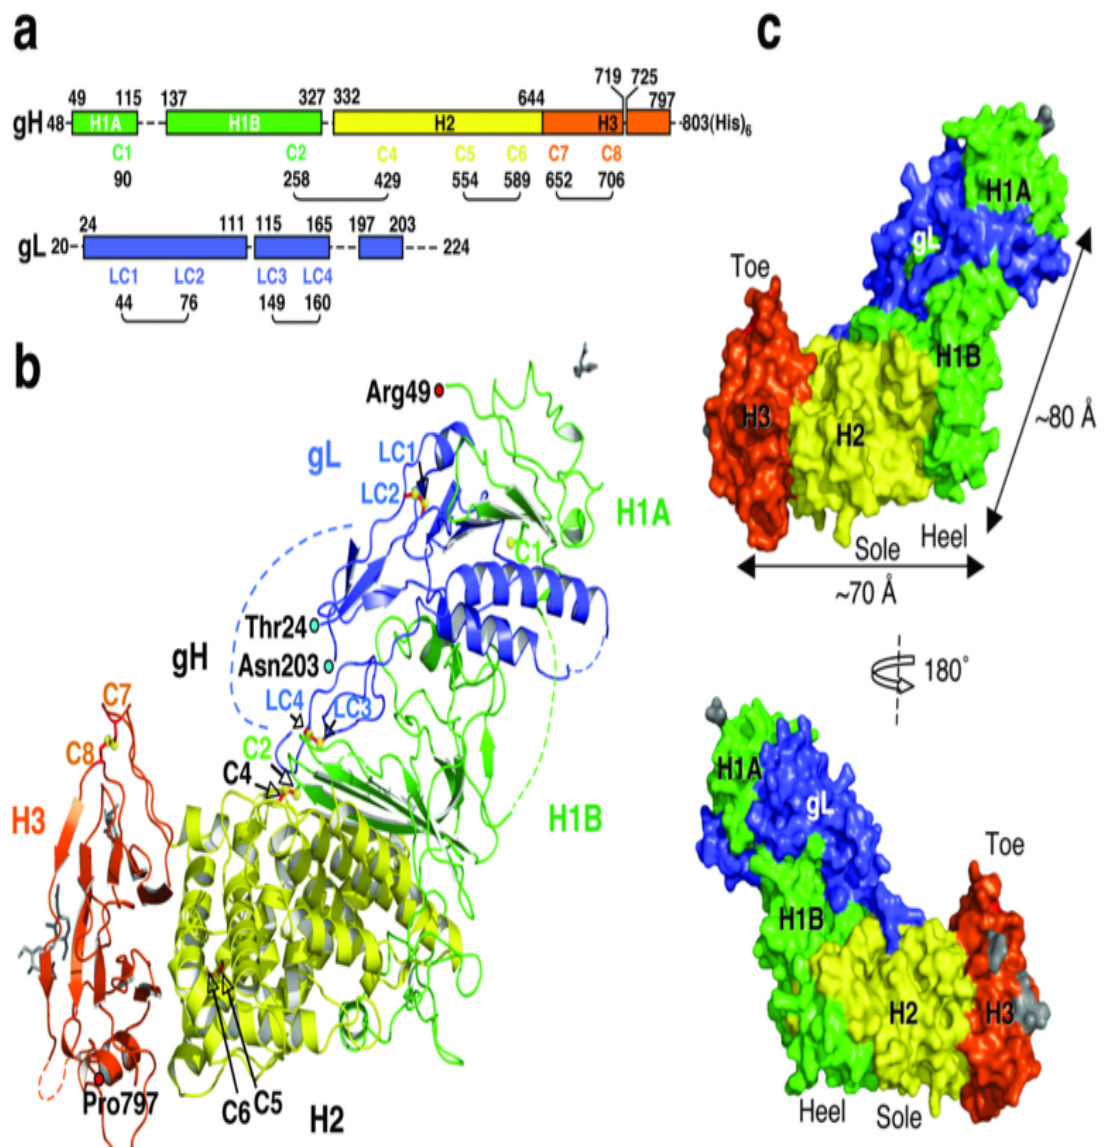 a
49 115 137 327 332 644 719 725 797
gH 48 H1A H1B H2 H3 803(His)6
C1 C2 C4 C5 C6 C7 C8
90 258 429 554 589 652 706
24 111 115 165 197 203
gL 20 224
LC1 LC2 LC3 LC4
44 76 149 160
b
Arg49
gL
LC1
LC2
H1A
C1
Thr24
gH
Asn203
LC4
LC3
C7
C2
C8
C4
H3
H1B
Pro797
C6 C5
H2
c
H1A
gL
Toe
H1B
H3
H2
~80 Å
Heel
Sole
~70 Å
180°
H1A
gL
Toe
H1B
H2
H3
Heel
Sole